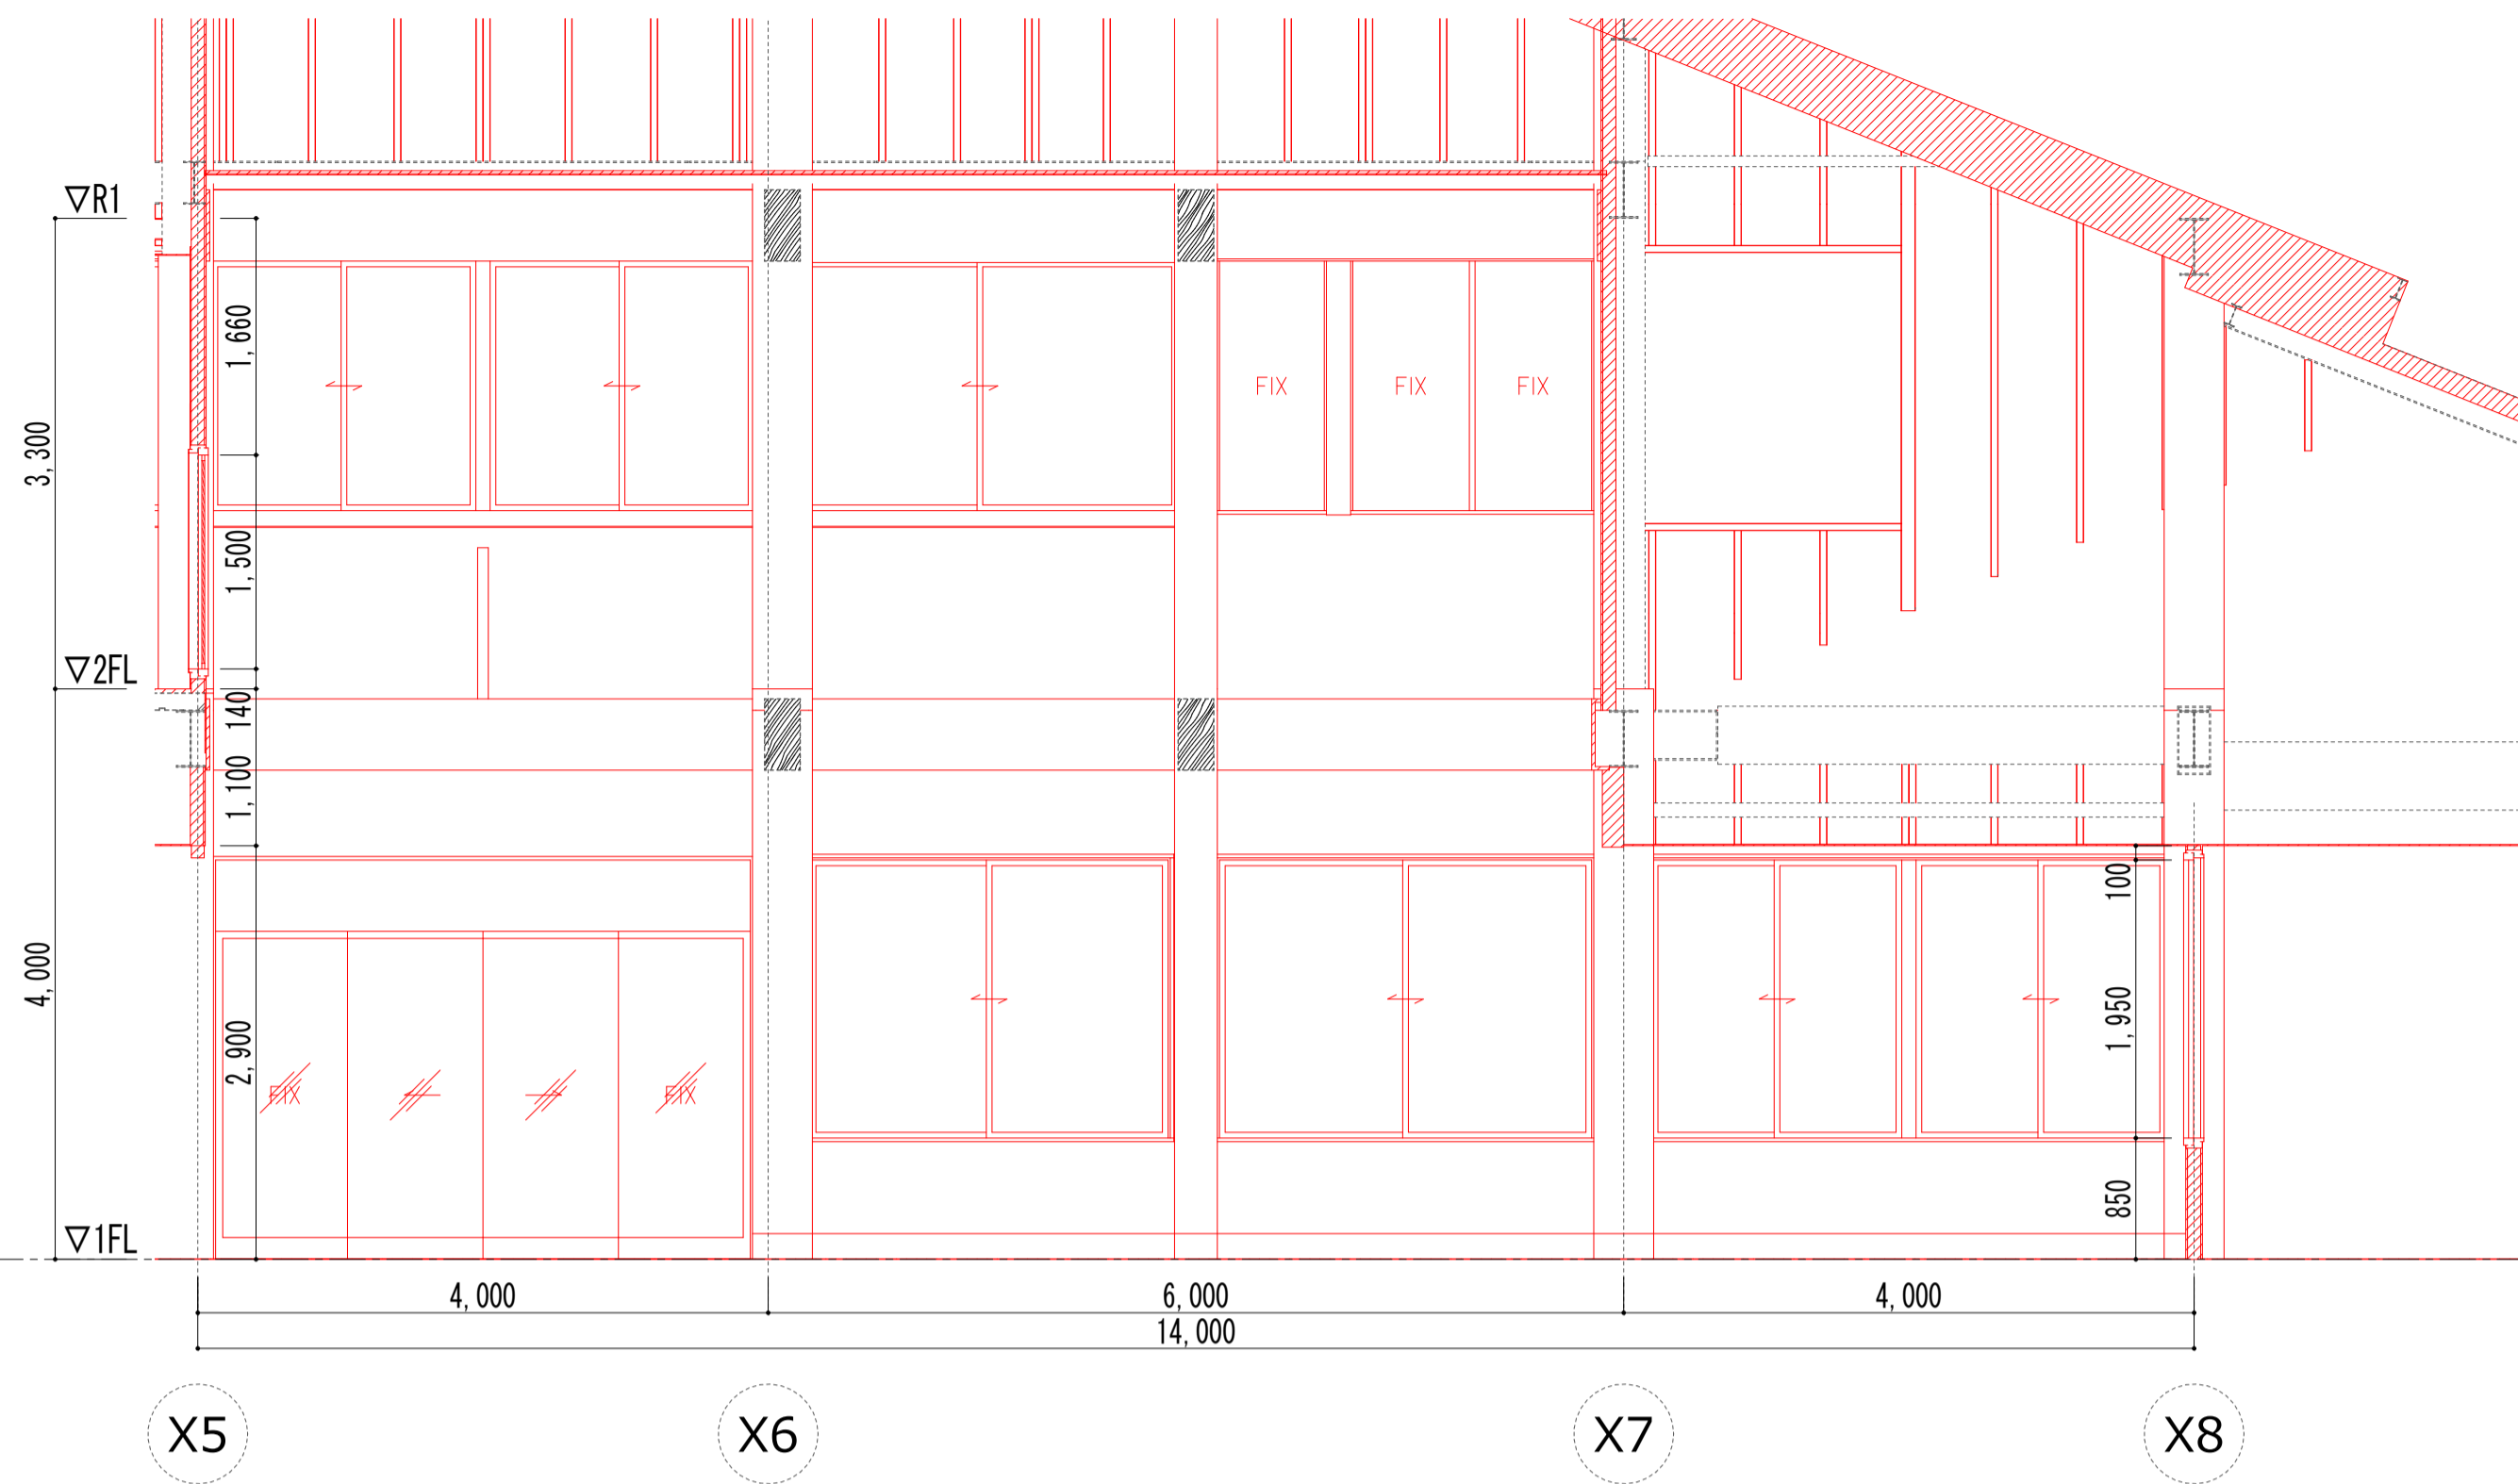 ▽R1
1,660
3,300
FIX
FIX
FIX
1,500
▽2FL
140
1,100
100
4,000
1,950
2,900
FIX
FIX
850
▽1FL
4,000
6,000
4,000
14,000
X5
X6
X7
X8